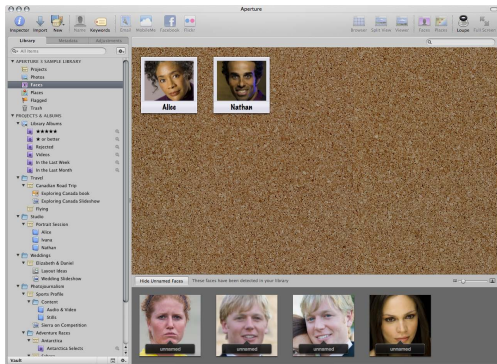 Aperture
Inspector Import New Name Keywords Email MobileMe Facebook Flickr Browser Split View Viewer Faces Places Loupe Full Screen
Library Metadata Adjustments
All Items
APERTURE 3 SAMPLE LIBRARY
Projects
Photos
Faces
Places
Flagged
Trash
PROJECTS & ALBUMS
Library Albums
★★★★★
★ or better
Rejected
Videos
In the Last Week
In the Last Month
Travel
Canadian Road Trip
Exploring Canada book
Exploring Canada Slideshow
Flying
Studio
Portrait Session
Alice
Ivana
Nathan
Weddings
Elizabeth & Daniel
Layout Ideas
Wedding Slideshow
Photojournalism
Sports Profile
Content
Audio & Video
Stills
Sierra on Competition
Adventure Races
Antarctica
Antarctica Selects
Vault
Alice Nathan
Hide Unnamed Faces These faces have been detected in your library
unnamed unnamed unnamed unnamed